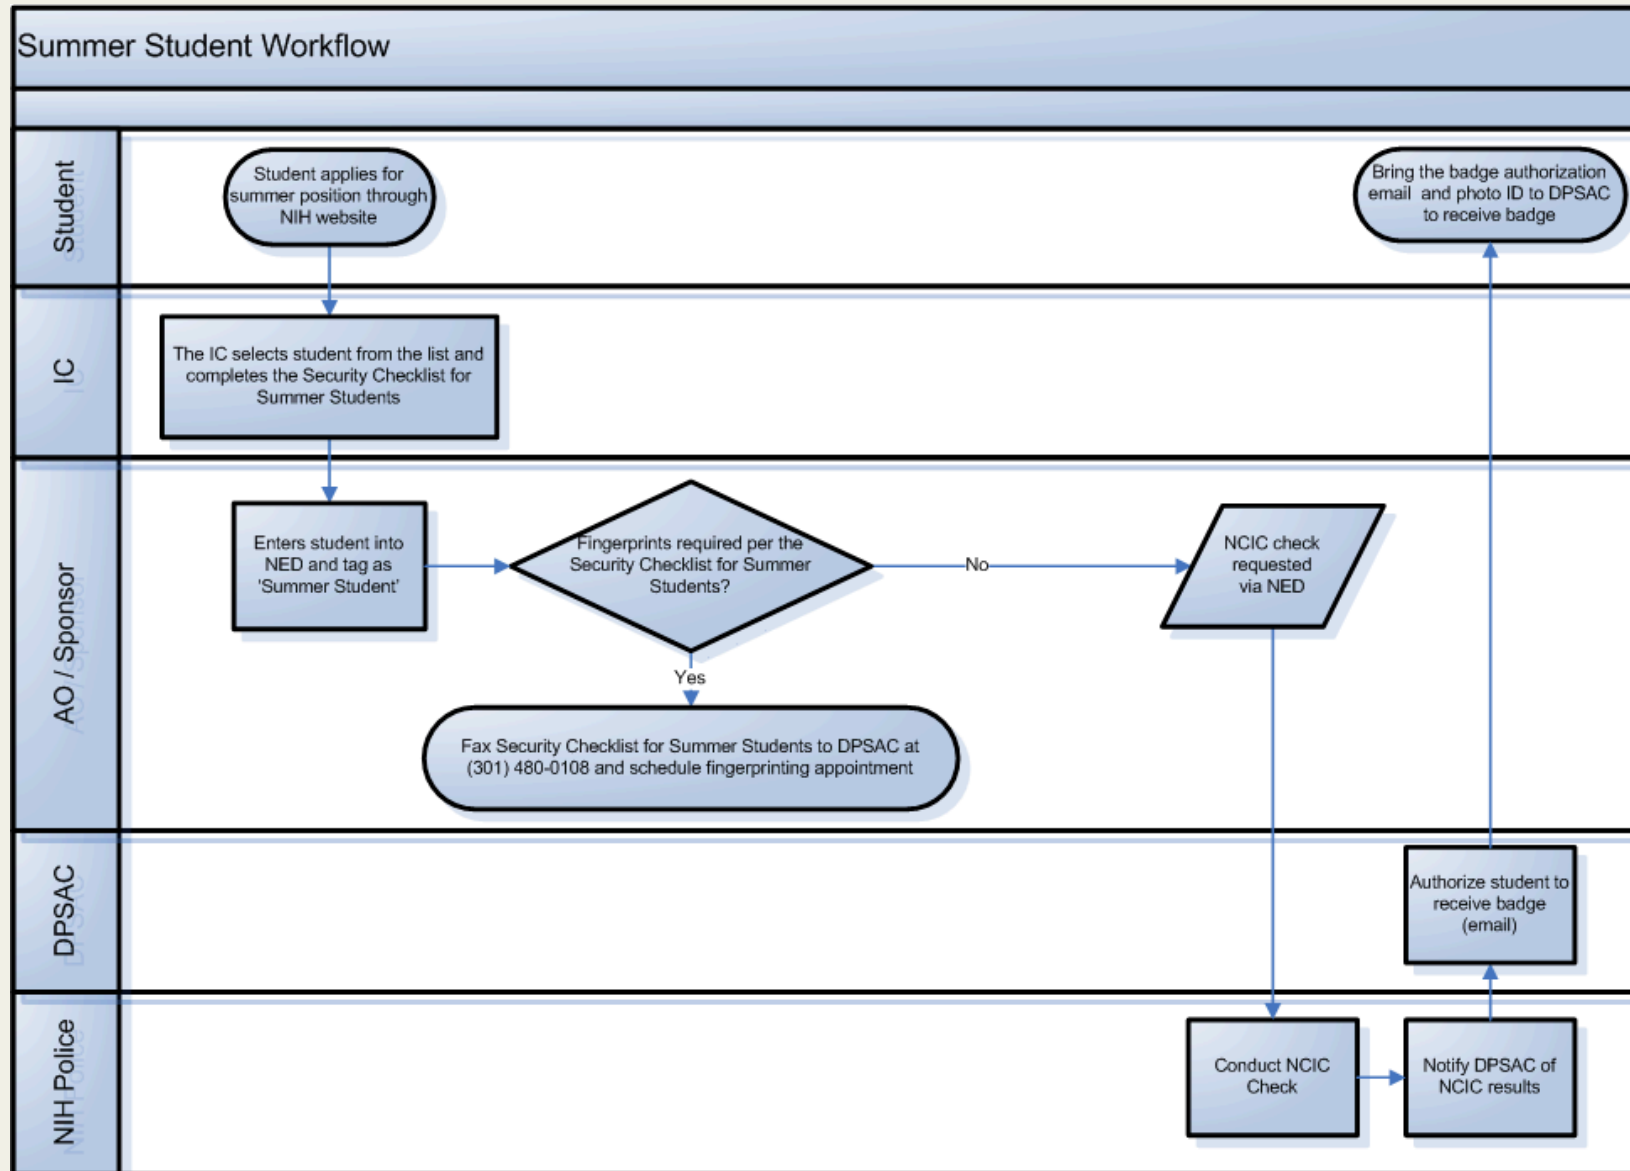 Summer Student Workflow
Student
Student applies for
summer position through
NIH website
Bring the badge authorization
email and photo ID to DPSAC
to receive badge
IC
The IC selects student from the list and
completes the Security Checklist for
Summer Students
AO / Sponsor
Enters student into
NED and tag as
'Summer Student'
Fingerprints required per the
Security Checklist for Summer
Students?
No
NCIC check
requested
via NED
Yes
Fax Security Checklist for Summer Students to DPSAC at
(301) 480-0108 and schedule fingerprinting appointment
DPSAC
Authorize student to
receive badge
(email)
NIH Police
Conduct NCIC
Check
Notify DPSAC of
NCIC results